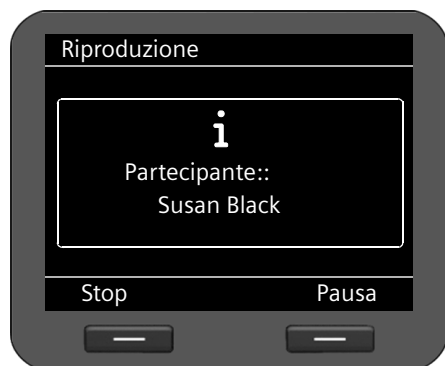 Riproduzione
i
Partecipante::
Susan Black
Stop Pausa